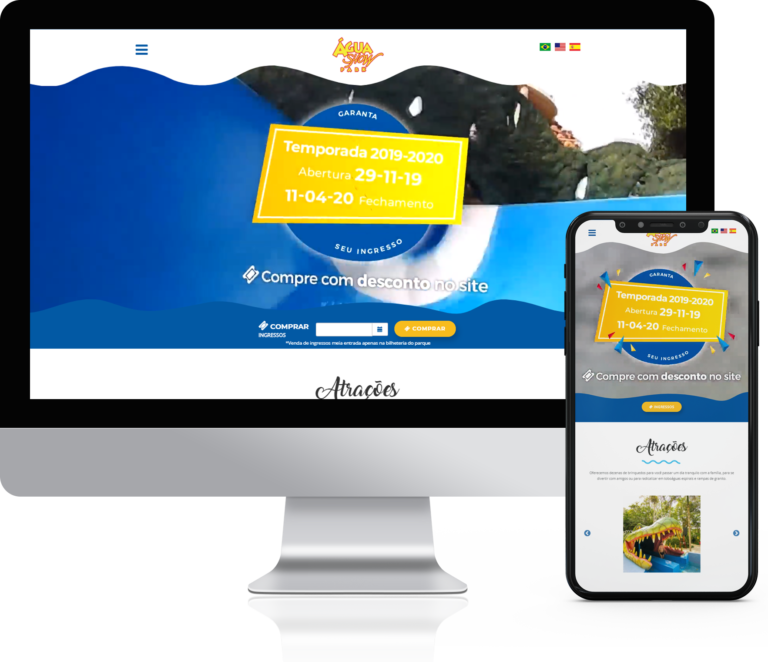 ÁGUA
Show
GARANTA
Temporada 2019-2020
Abertura 29-11-19
11-04-20 Fechamento
SEU INGRESSO
Compre com desconto no site
COMPRAR
INGRESSOS
COMPRAR
*Venda de ingressos meia entrada apenas na bilheteria do parque
Atrações
GARANTA
Temporada 2019-2020
Abertura 29-11-19
11-04-20 Fechamento
SEU INGRESSO
Compre com desconto no site
INGRESSOS
Atrações